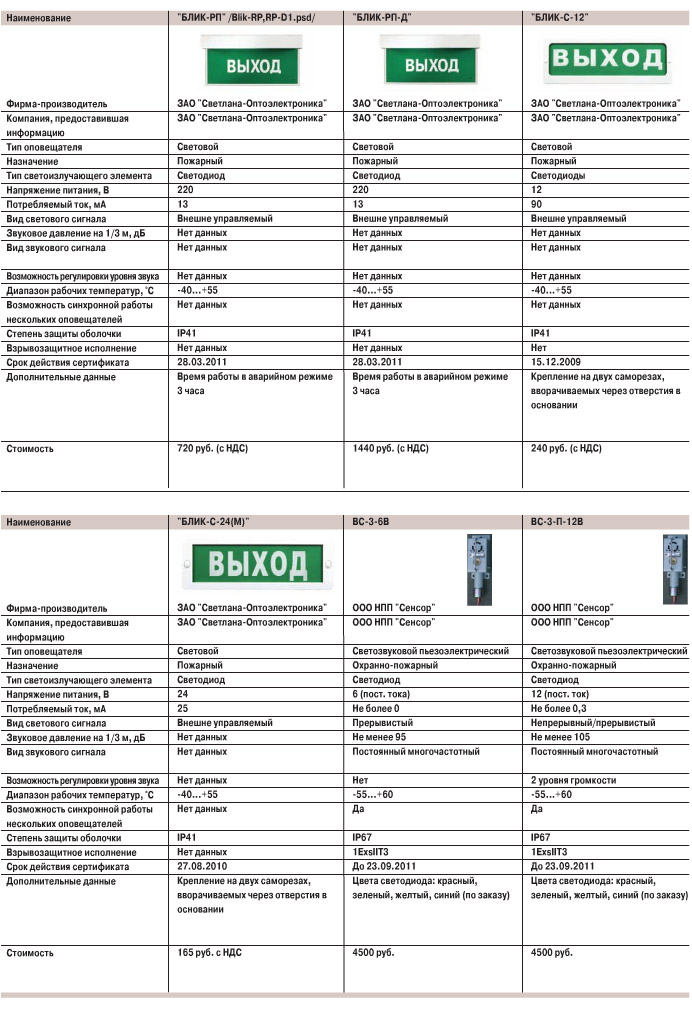 Наименование "БЛИК-РП" /Blik-RP,RP-D1.psd/ "БЛИК-РП-Д" "БЛИК-С-12"
ВЫХОД ВЫХОД ВЫХОД
Фирма-производитель ЗАО "Светлана-Оптоэлектроника" ЗАО "Светлана-Оптоэлектроника" ЗАО "Светлана-Оптоэлектроника"
Компания, предоставившая ЗАО "Светлана-Оптоэлектроника" ЗАО "Светлана-Оптоэлектроника" ЗАО "Светлана-Оптоэлектроника"
информацию
Тип оповещателя Световой Световой Световой
Назначение Пожарный Пожарный Пожарный
Тип светоизлучающего элемента Светодиод Светодиод Светодиоды
Напряжение питания, В 220 220 12
Потребляемый ток, мА 13 13 90
Вид светового сигнала Внешне управляемый Внешне управляемый Внешне управляемый
Звуковое давление на 1/3 м, дБ Нет данных Нет данных Нет данных
Вид звукового сигнала Нет данных Нет данных Нет данных
Возможность регулировки уровня звука Нет данных Нет данных Нет данных
Диапазон рабочих температур, °С -40...+55 -40...+55 -40...+55
Возможность синхронной работы Нет данных Нет данных Нет данных
нескольких оповещателей
Степень защиты оболочки IP41 IP41 IP41
Взрывозащитное исполнение Нет данных Нет данных Нет
Срок действия сертификата 28.03.2011 28.03.2011 15.12.2009
Дополнительные данные Время работы в аварийном режиме Время работы в аварийном режиме Крепление на двух саморезах,
3 часа 3 часа вворачиваемых через отверстия в
основании
Стоимость 720 руб. (с НДС) 1440 руб. (с НДС) 240 руб. (с НДС)
Наименование "БЛИК-С-24(М)" ВС-3-6В ВС-3-П-12В
ВЫХОД
Фирма-производитель ЗАО "Светлана-Оптоэлектроника" ООО НПП "Сенсор" ООО НПП "Сенсор"
Компания, предоставившая ЗАО "Светлана-Оптоэлектроника" ООО НПП "Сенсор" ООО НПП "Сенсор"
информацию
Тип оповещателя Световой Светозвуковой пьезоэлектрический Светозвуковой пьезоэлектрический
Назначение Пожарный Охранно-пожарный Охранно-пожарный
Тип светоизлучающего элемента Светодиод Светодиод Светодиод
Напряжение питания, В 24 6 (пост. тока) 12 (пост. ток)
Потребляемый ток, мА 25 Не более 0 Не более 0,3
Вид светового сигнала Внешне управляемый Прерывистый Непрерывный/прерывистый
Звуковое давление на 1/3 м, дБ Нет данных Не менее 95 Не менее 105
Вид звукового сигнала Нет данных Постоянный многочастотный Постоянный многочастотный
Возможность регулировки уровня звука Нет данных Нет 2 уровня громкости
Диапазон рабочих температур, °С -40...+55 -55...+60 -55...+60
Возможность синхронной работы Нет данных Да Да
нескольких оповещателей
Степень защиты оболочки IP41 IP67 IP67
Взрывозащитное исполнение Нет данных 1ExsIIT3 1ExsIIT3
Срок действия сертификата 27.08.2010 До 23.09.2011 До 23.09.2011
Дополнительные данные Крепление на двух саморезах, Цвета светодиода: красный, Цвета светодиода: красный,
вворачиваемых через отверстия в зеленый, желтый, синий (по заказу) зеленый, желтый, синий (по заказу)
основании
Стоимость 165 руб. с НДС 4500 руб. 4500 руб.